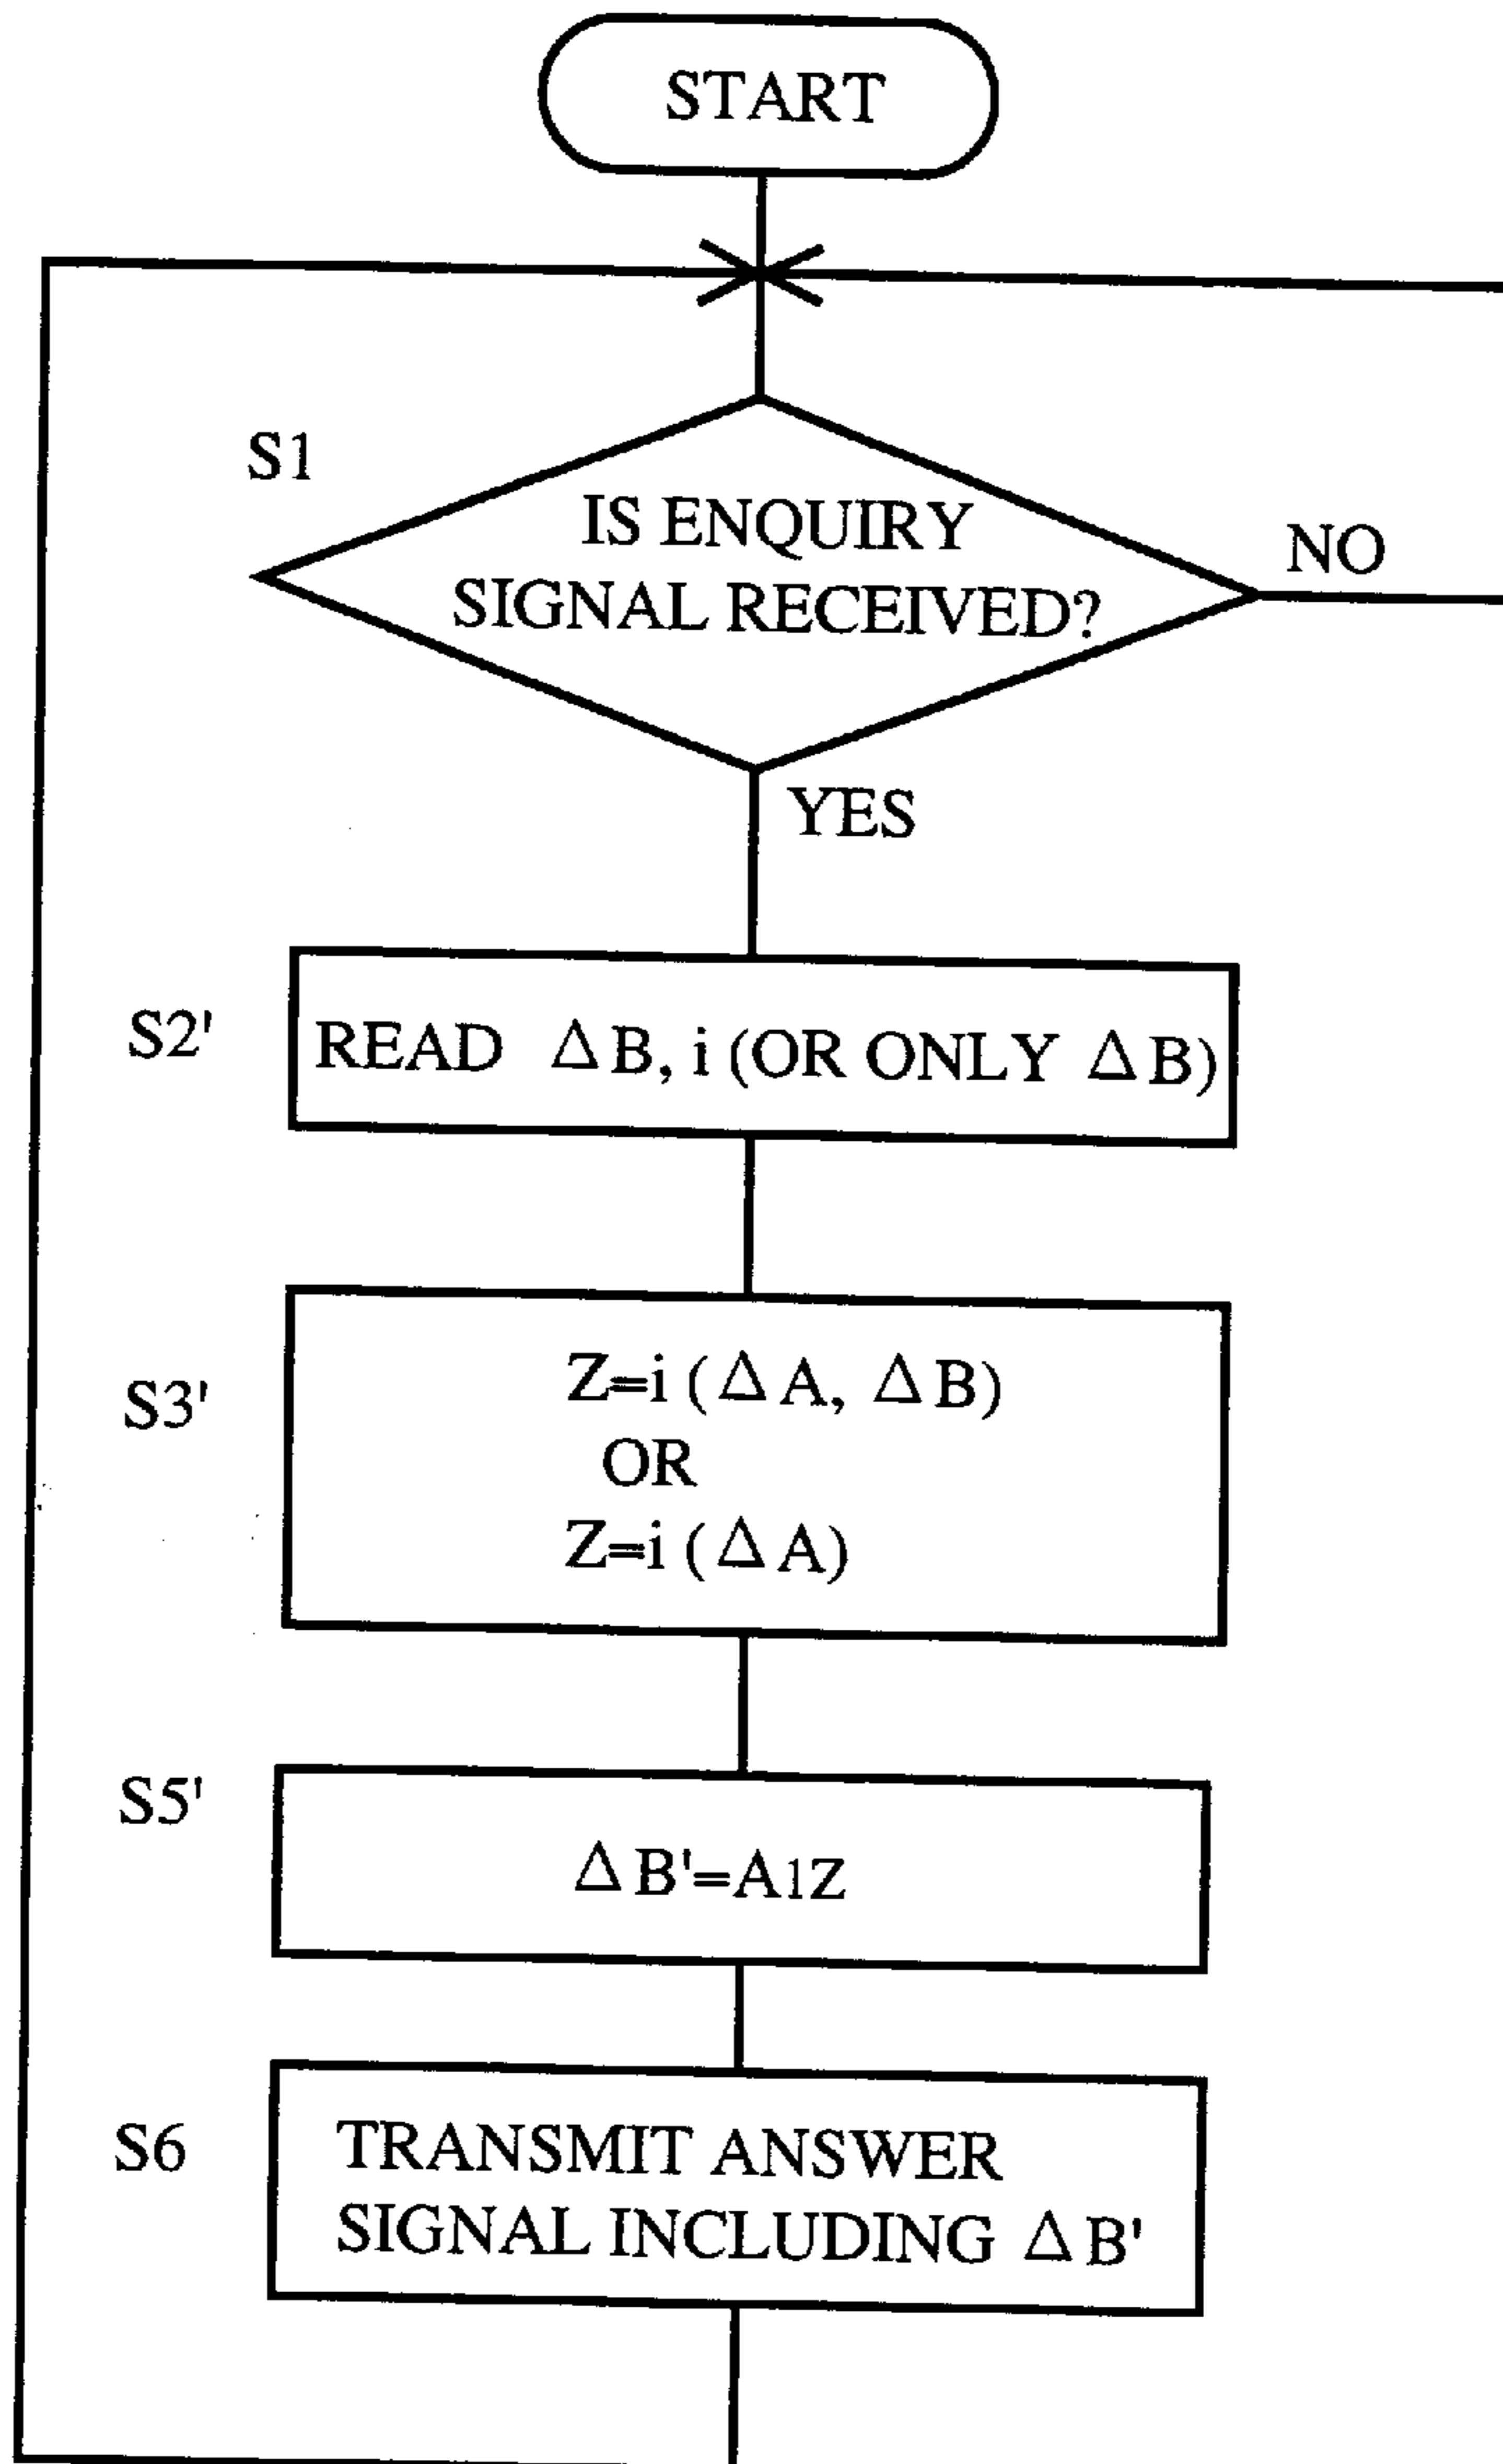 START
S1
IS ENQUIRY
SIGNAL RECEIVED?
NO
YES
S2'
READ ΔB, i (OR ONLY ΔB)
S3'
Z=i (ΔA, ΔB)
OR
Z=i (ΔA)
S5'
ΔB'=A1Z
S6
TRANSMIT ANSWER
SIGNAL INCLUDING ΔB'